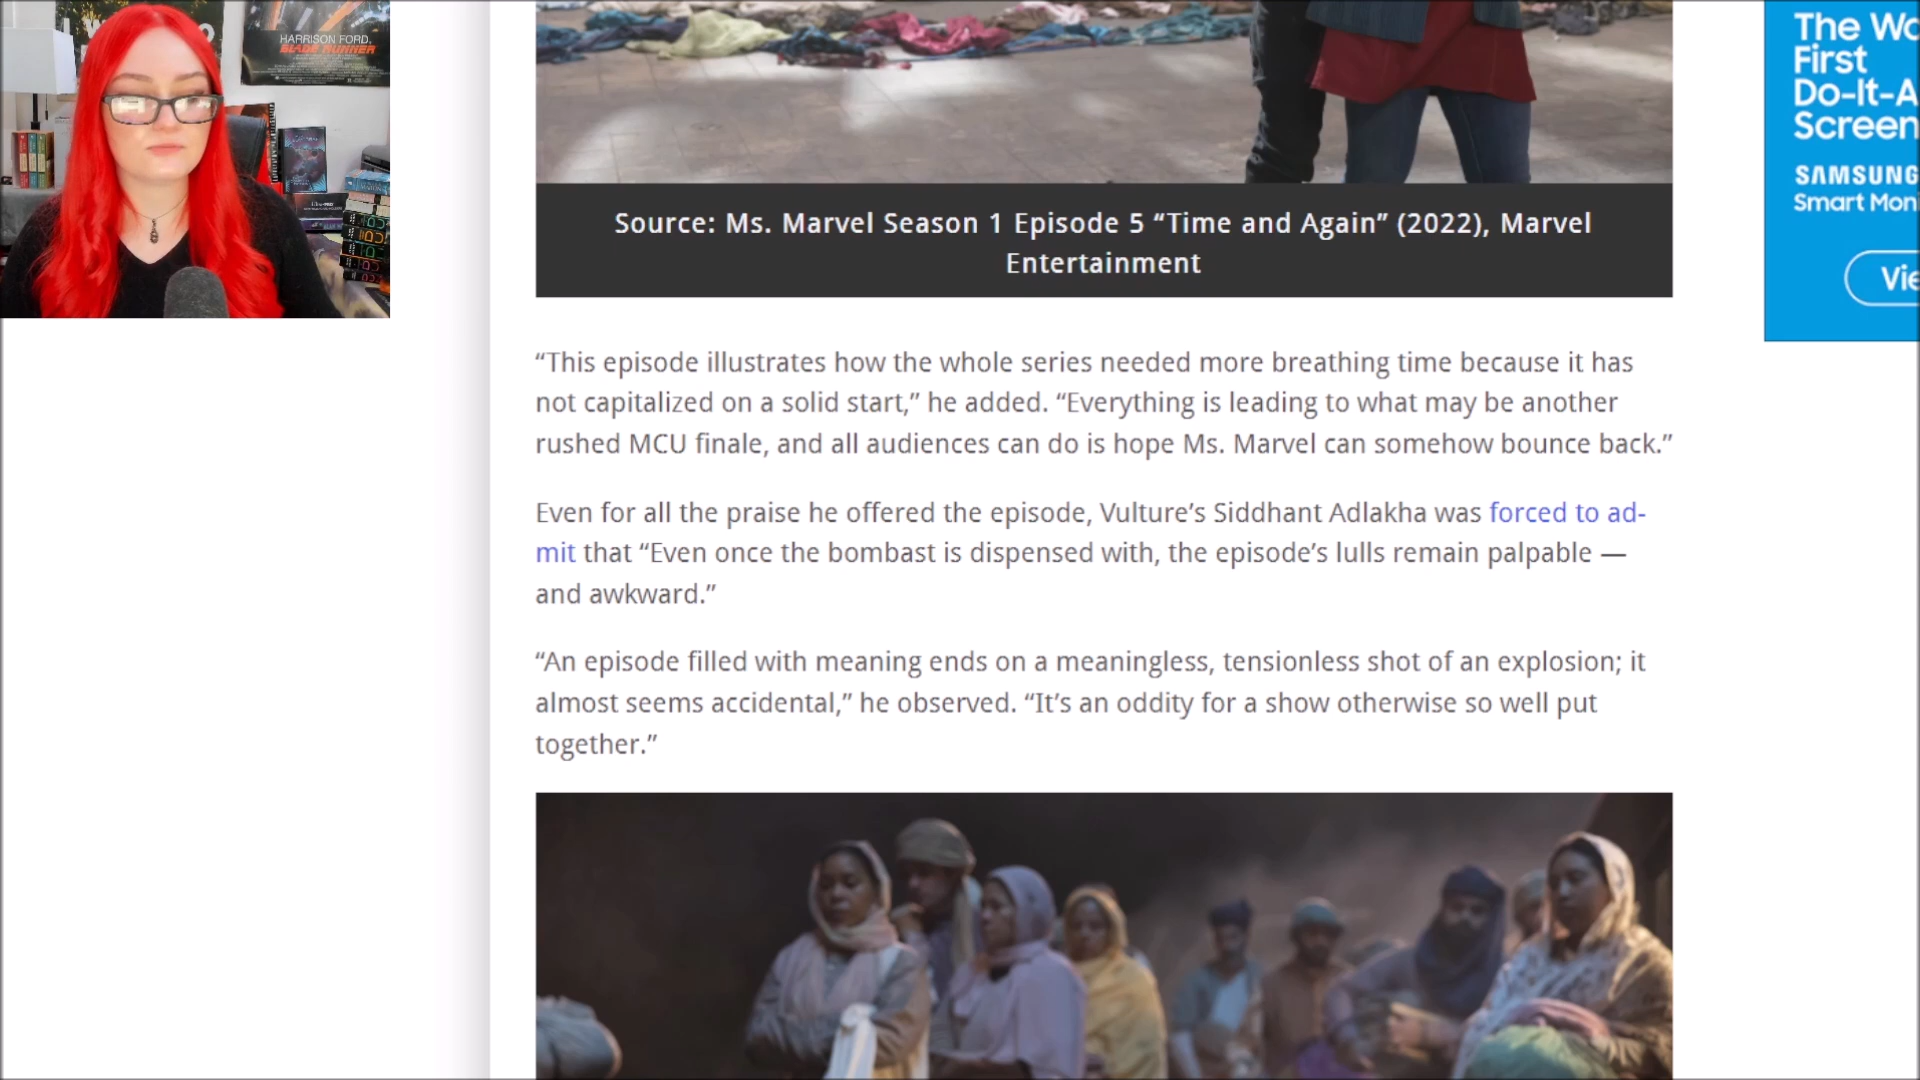 HARRISON FORD.
BLADE RUNNER
Source: Ms. Marvel Season 1 Episode 5 “Time and Again” (2022), Marvel
Entertainment
“This episode illustrates how the whole series needed more breathing time because it has
not capitalized on a solid start,” he added. “Everything is leading to what may be another
rushed MCU finale, and all audiences can do is hope Ms. Marvel can somehow bounce back.”
Even for all the praise he offered the episode, Vulture’s Siddhant Adlakha was forced to ad-
mit that “Even once the bombast is dispensed with, the episode’s lulls remain palpable —
and awkward.”
“An episode filled with meaning ends on a meaningless, tensionless shot of an explosion; it
almost seems accidental,” he observed. “It’s an oddity for a show otherwise so well put
together.”
The Wo
First
Do-It-A
Screen
SAMSUNG
Smart Mon
Vie